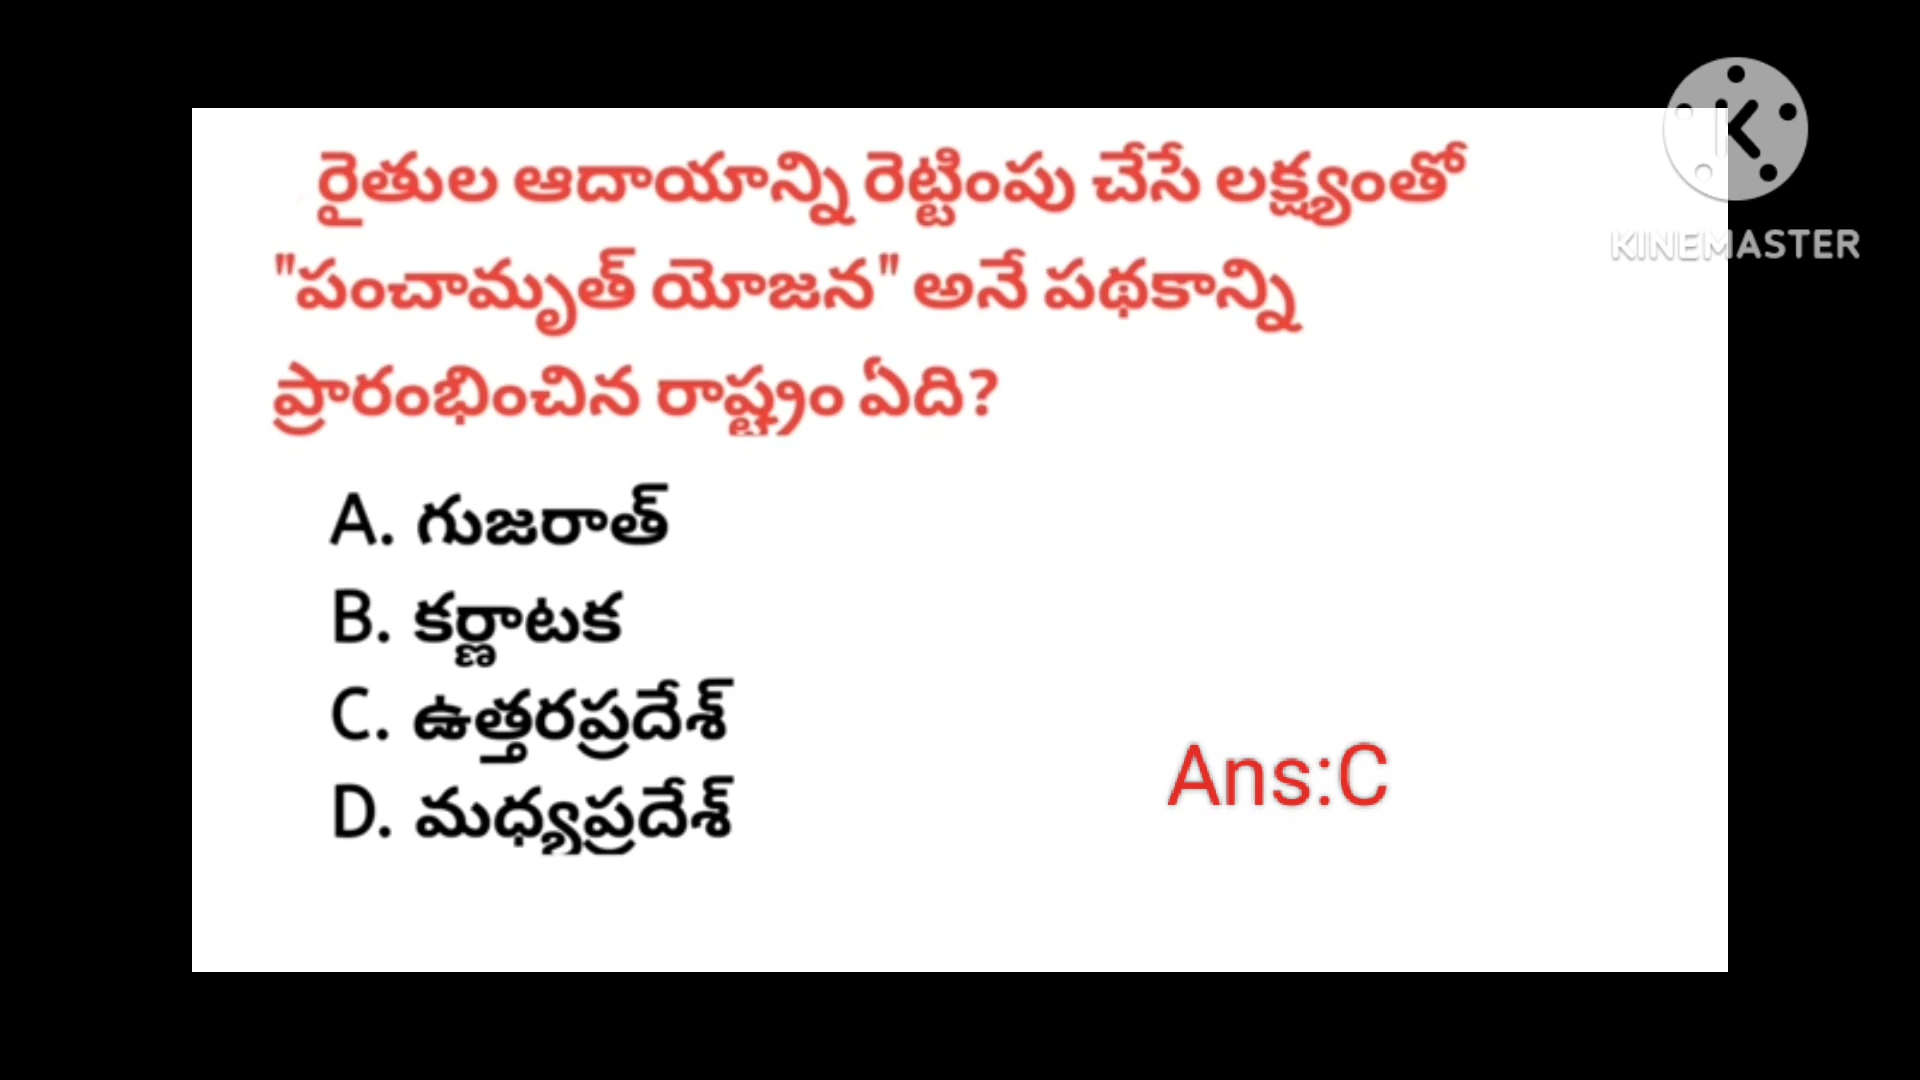 రైతుల ఆదాయాన్ని రెట్టింపు చేసే లక్ష్యంతో
"పంచామృత్ యోజన" అనే పథకాన్ని
ప్రారంభించిన రాష్ట్రం ఏది?
A. గుజరాత్
B. కర్ణాటక
C. ఉత్తరప్రదేశ్
D. మధ్యప్రదేశ్
Ans:C
K
KINEMASTER